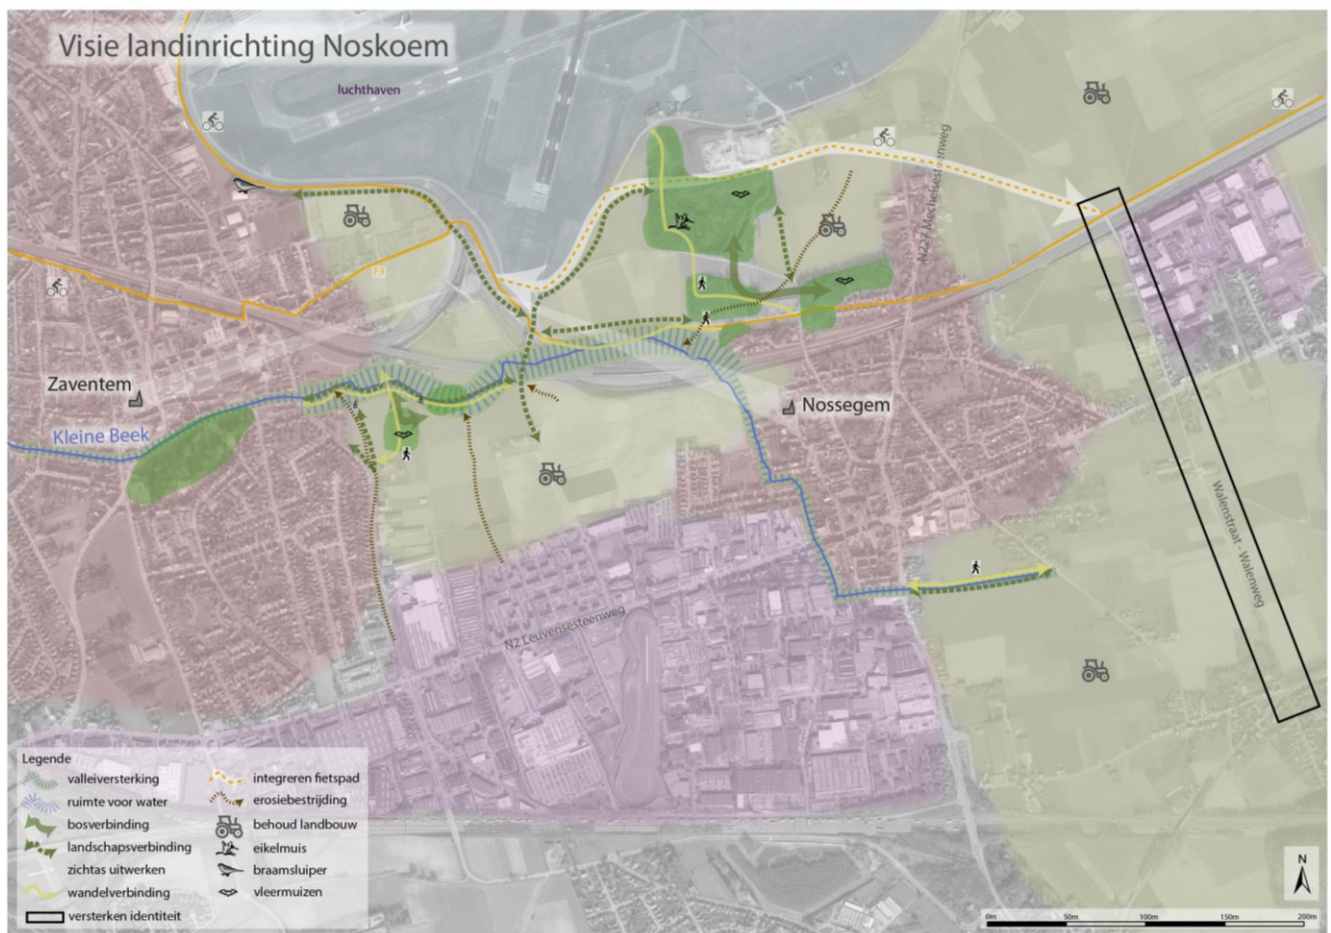 Visie landinrichting Noskoem
luchthaven
N227 Mechelsesteenweg
F3
Zaventem
Nossegem
Kleine Beek
Walenstraat - Walenweg
N2 Leuvensesteenweg
Legende
valleiversterking
ruimte voor water
bosverbinding
landschapsverbinding
zichtas uitwerken
wandelverbinding
versterken identiteit
integreren fietspad
erosiebestrijding
behoud landbouw
eikelmuis
braamsluiper
vleermuizen
N
0m 50m 100m 150m 200m